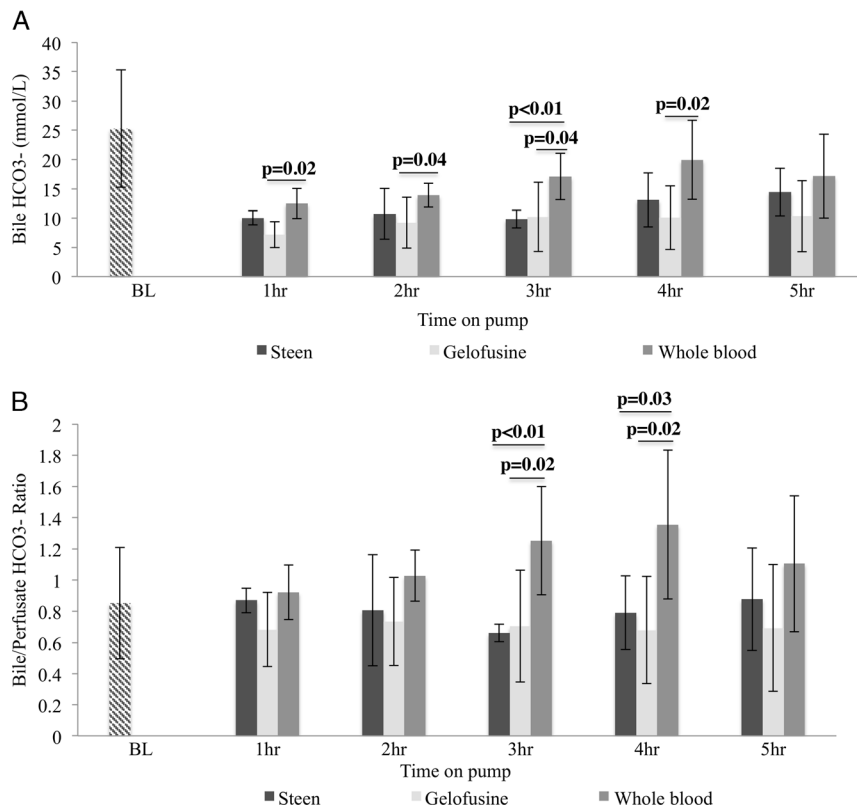 A
Bile HCO3- (mmol/L)
40
35
30
25
20
15
10
5
0
p=0.02
p=0.04
p<0.01
p=0.04
p=0.02
BL
1hr
2hr
3hr
4hr
5hr
Time on pump
Steen
Gelofusine
Whole blood
B
Bile/Perfusate HCO3- Ratio
2
1.8
1.6
1.4
1.2
1
0.8
0.6
0.4
0.2
0
p<0.01
p=0.02
p=0.03
p=0.02
BL
1hr
2hr
3hr
4hr
5hr
Time on pump
Steen
Gelofusine
Whole blood